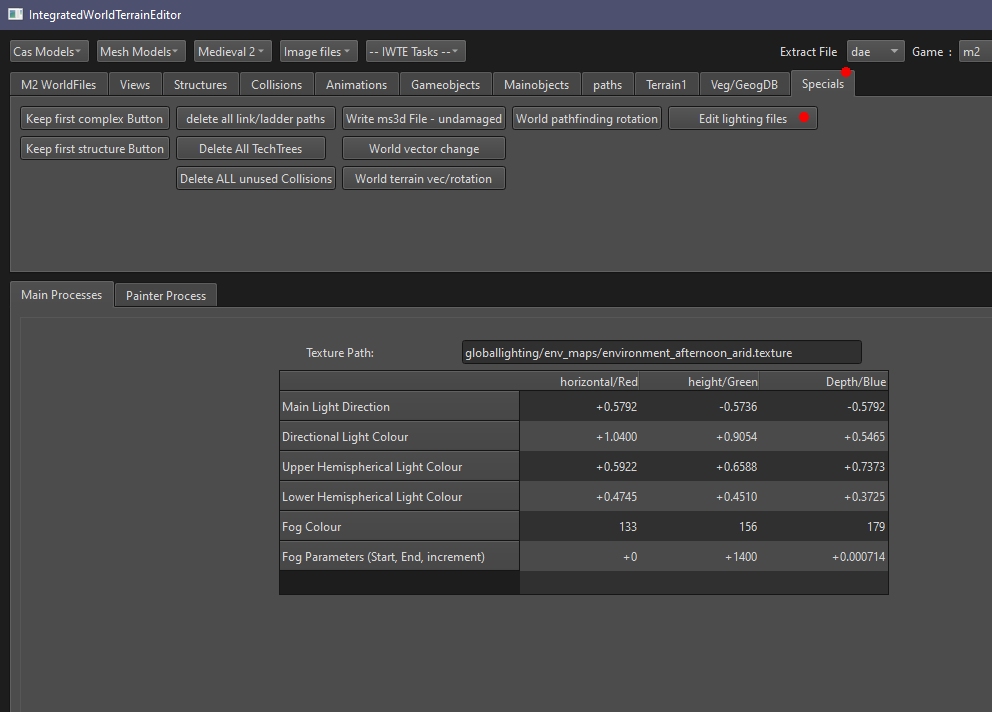 IntegratedWorldTerrainEditor
Cas Models Mesh Models Medieval 2 Image files -- IWTE Tasks -- Extract File dae Game : m2
M2 WorldFiles Views Structures Collisions Animations Gameobjects Mainobjects paths Terrain1 Veg/GeogDB Specials
Keep first complex Button delete all link/ladder paths Write ms3d File - undamaged World pathfinding rotation Edit lighting files
Keep first structure Button Delete All TechTrees World vector change
Delete ALL unused Collisions World terrain vec/rotation
Main Processes Painter Process
Texture Path: globallighting/env_maps/environment_afternoon_arid.texture
horizontal/Red height/Green Depth/Blue
Main Light Direction +0.5792 -0.5736 -0.5792
Directional Light Colour +1.0400 +0.9054 +0.5465
Upper Hemispherical Light Colour +0.5922 +0.6588 +0.7373
Lower Hemispherical Light Colour +0.4745 +0.4510 +0.3725
Fog Colour 133 156 179
Fog Parameters (Start, End, increment) +0 +1400 +0.000714